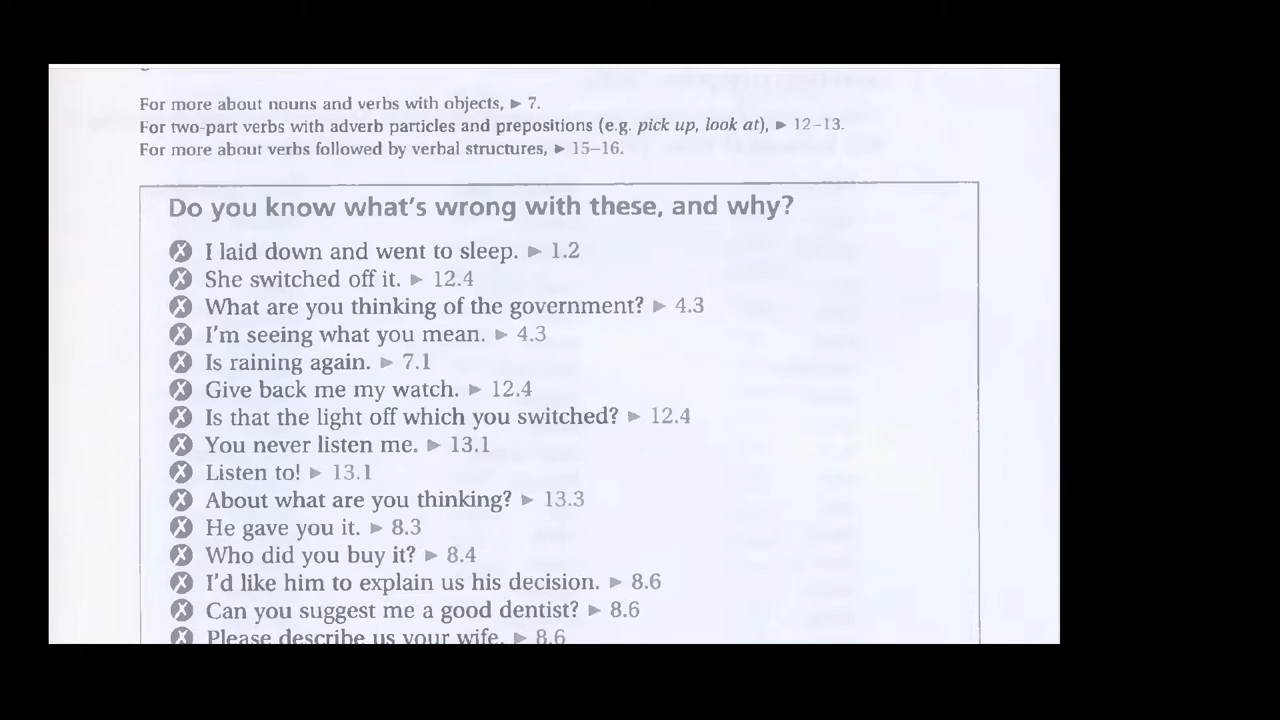 For more about nouns and verbs with objects, ► 7.
For two-part verbs with adverb particles and prepositions (e.g. pick up, look at), ► 12–13.
For more about verbs followed by verbal structures, ► 15–16.
Do you know what's wrong with these, and why?
✗ I laid down and went to sleep. ► 1.2
✗ She switched off it. ► 12.4
✗ What are you thinking of the government? ► 4.3
✗ I'm seeing what you mean. ► 4.3
✗ Is raining again. ► 7.1
✗ Give back me my watch. ► 12.4
✗ Is that the light off which you switched? ► 12.4
✗ You never listen me. ► 13.1
✗ Listen to! ► 13.1
✗ About what are you thinking? ► 13.3
✗ He gave you it. ► 8.3
✗ Who did you buy it? ► 8.4
✗ I'd like him to explain us his decision. ► 8.6
✗ Can you suggest me a good dentist? ► 8.6
✗ Please describe us your wife. ► 8.6